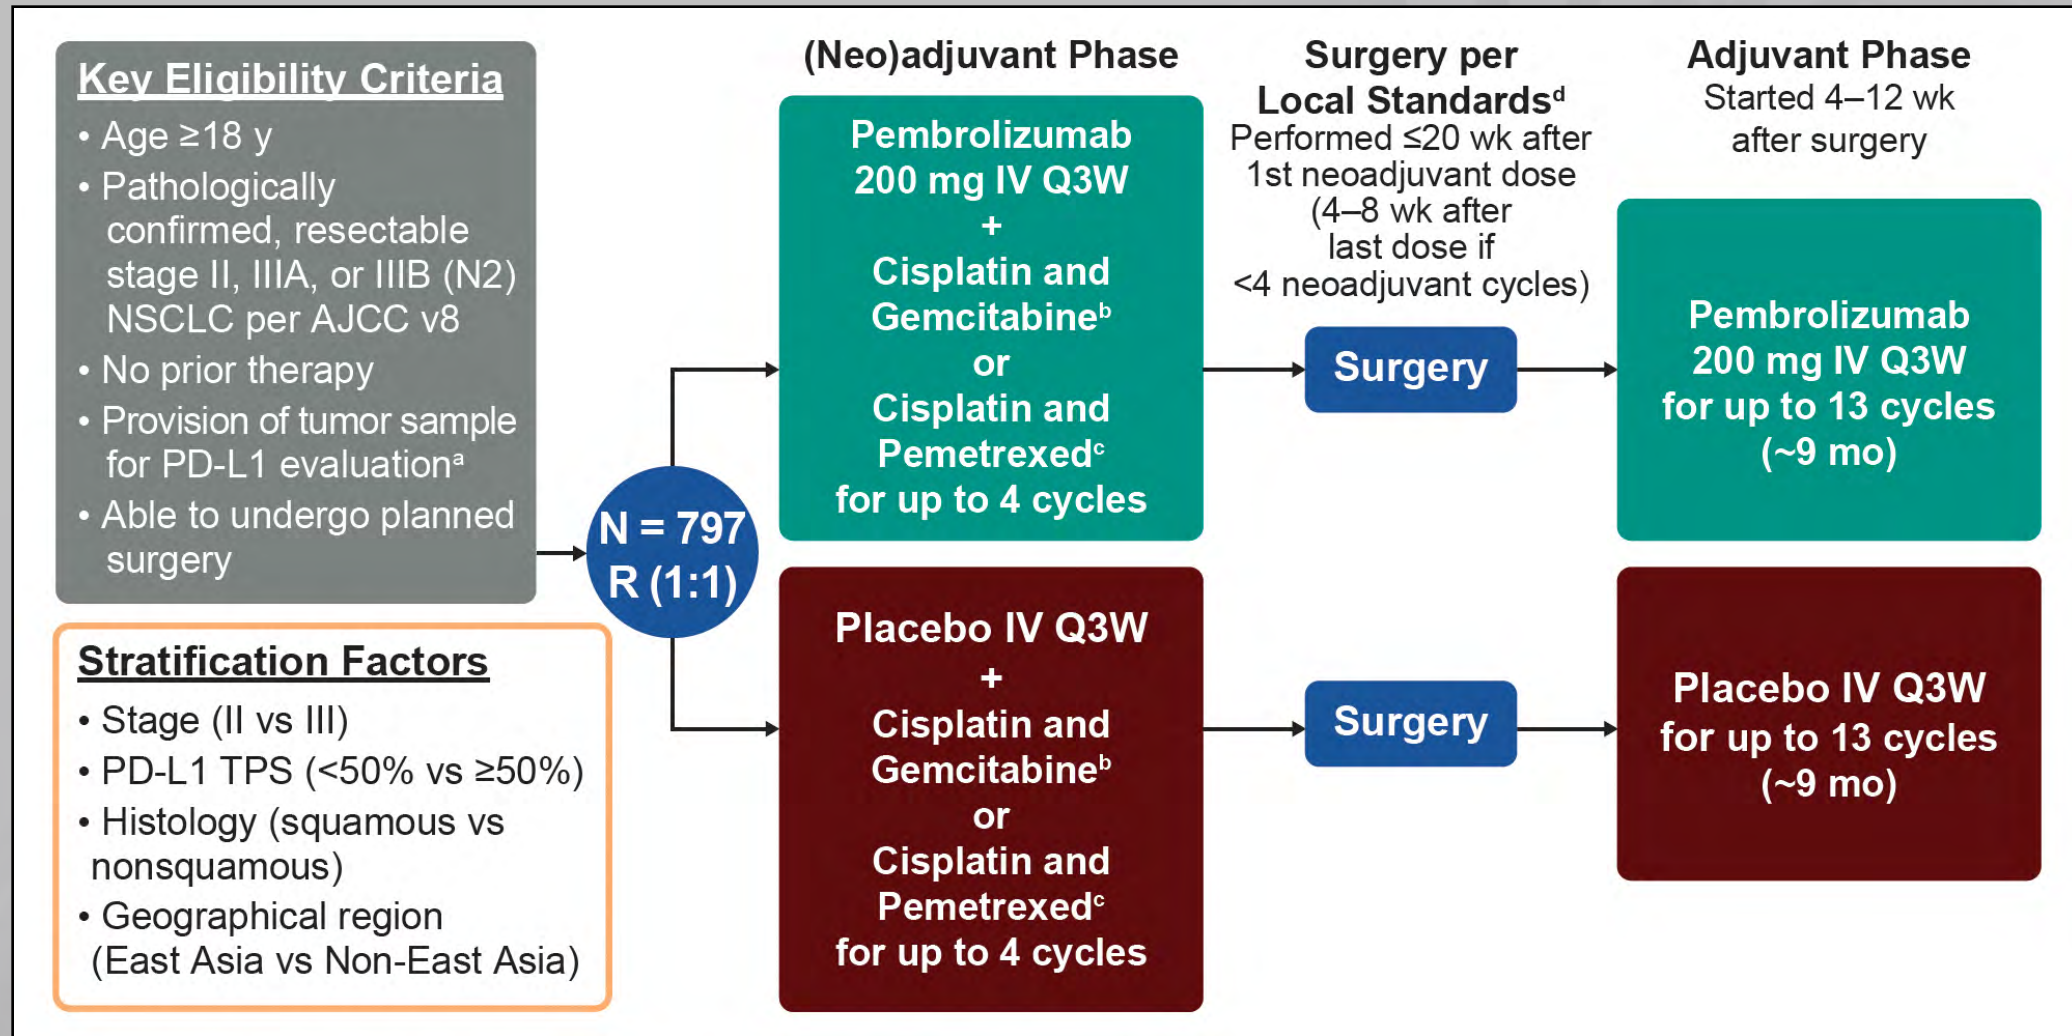 Key Eligibility Criteria
• Age ≥18 y
• Pathologically
confirmed, resectable
stage II, IIIA, or IIIB (N2)
NSCLC per AJCC v8
• No prior therapy
• Provision of tumor sample
for PD-L1 evaluationᵃ
• Able to undergo planned
surgery
Stratification Factors
• Stage (II vs III)
• PD-L1 TPS (<50% vs ≥50%)
• Histology (squamous vs
nonsquamous)
• Geographical region
(East Asia vs Non-East Asia)
N = 797
R (1:1)
(Neo)adjuvant Phase
Pembrolizumab
200 mg IV Q3W
+
Cisplatin and
Gemcitabineᵇ
or
Cisplatin and
Pemetrexedᶜ
for up to 4 cycles
Placebo IV Q3W
+
Cisplatin and
Gemcitabineᵇ
or
Cisplatin and
Pemetrexedᶜ
for up to 4 cycles
Surgery per
Local Standardsᵈ
Performed ≤20 wk after
1st neoadjuvant dose
(4–8 wk after
last dose if
<4 neoadjuvant cycles)
Surgery
Surgery
Adjuvant Phase
Started 4–12 wk
after surgery
Pembrolizumab
200 mg IV Q3W
for up to 13 cycles
(~9 mo)
Placebo IV Q3W
for up to 13 cycles
(~9 mo)